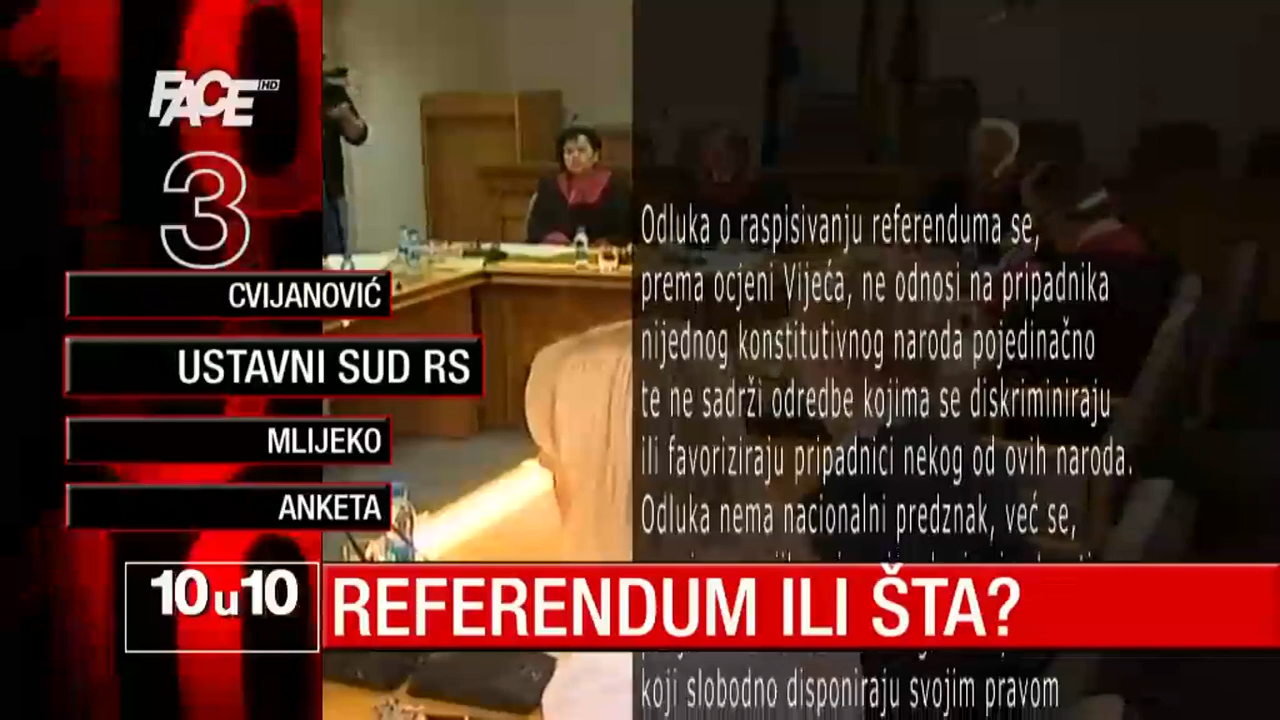 FACE HD
3
CVIJANOVIĆ
USTAVNI SUD RS
MLIJEKO
ANKETA
10 u 10
REFERENDUM ILI ŠTA?
Odluka o raspisivanju referenduma se,
prema ocjeni Vijeća, ne odnosi na pripadnika
nijednog konstitutivnog naroda pojedinačno
te ne sadrži odredbe kojima se diskriminiraju
ili favoriziraju pripadnici nekog od ovih naroda.
Odluka nema nacionalni predznak, već se,
koji slobodno disponiraju svojim pravom